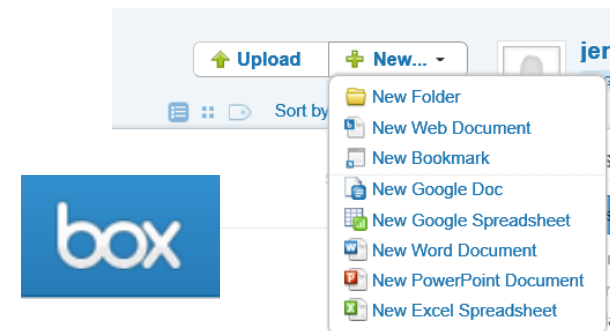 Upload New...
jer
Sort by
New Folder
New Web Document
New Bookmark
New Google Doc
New Google Spreadsheet
New Word Document
New PowerPoint Document
New Excel Spreadsheet
box